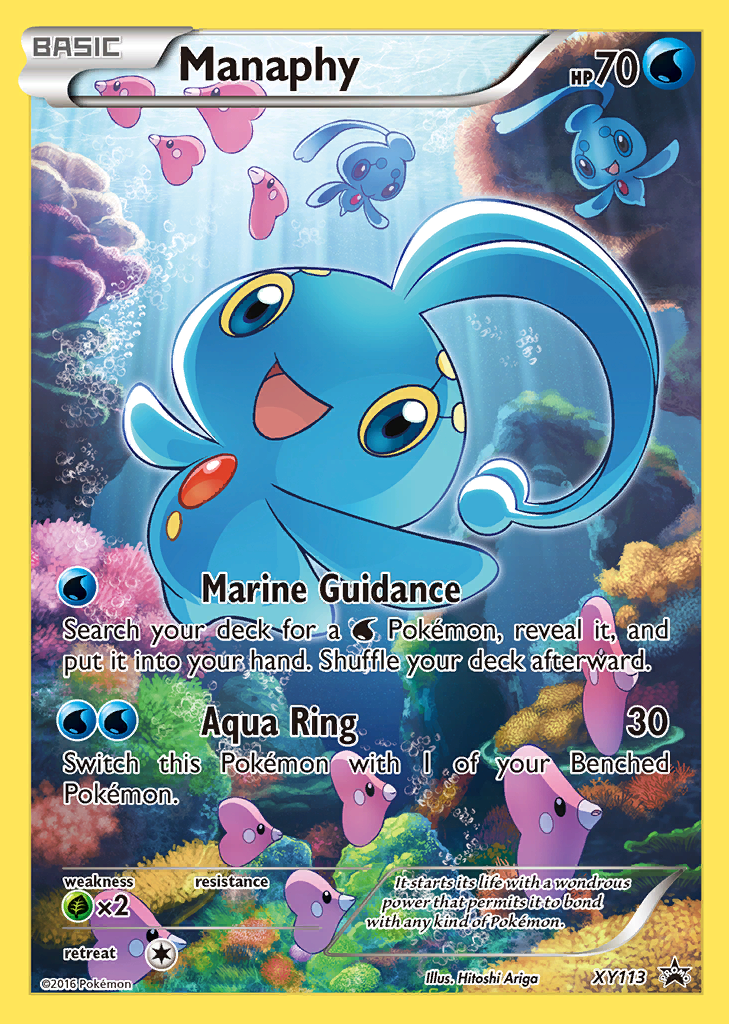 BASIC
Manaphy
HP 70
Marine Guidance
Search your deck for a Pokémon, reveal it, and
put it into your hand. Shuffle your deck afterward.
Aqua Ring 30
Switch this Pokémon with 1 of your Benched
Pokémon.
weakness resistance
×2
It starts its life with a wondrous
power that permits it to bond
with any kind of Pokémon.
retreat
©2016 Pokémon Illus. Hitoshi Ariga XY113 PROMO